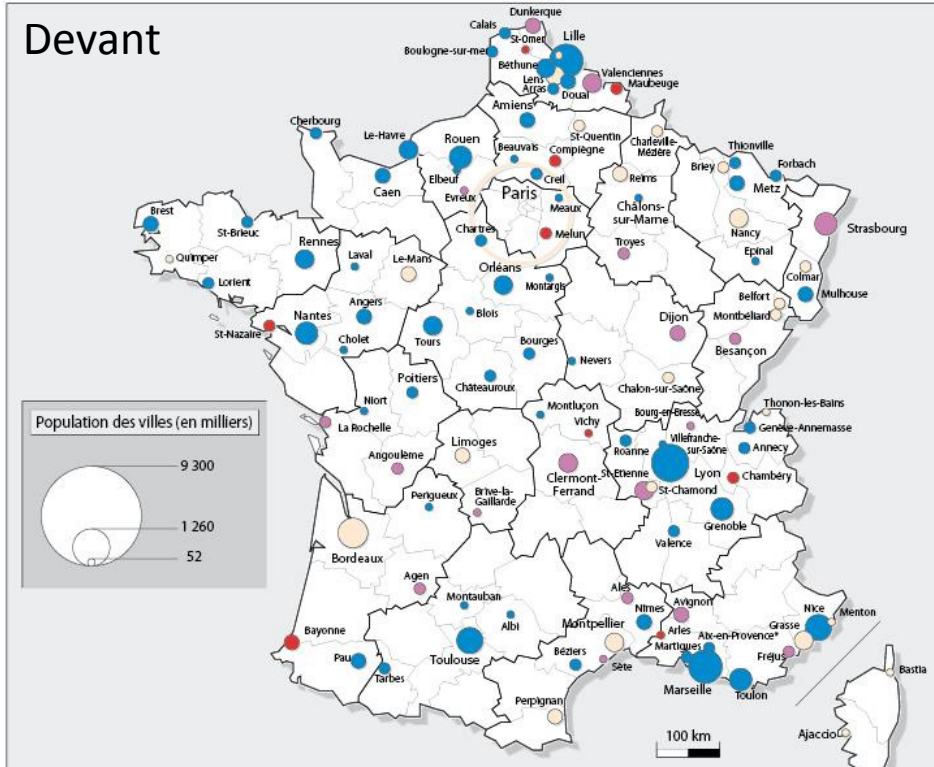 Devant
Dunkerque
Calais
St-Omer
Lille
Boulogne-sur-mer
Béthune
Valenciennes
Lens
Maubeuge
Arras
Douai
Amiens
Cherbourg
Le-Havre
Rouen
St-Quentin
Charleville-
Mézière
Thionville
Beauvais
Compiègne
Briey
Forbach
Elbeuf
Creil
Reims
Metz
Caen
Evreux
Paris
Meaux
Châlons-
sur-Marne
Brest
St-Brieuc
Chartres
Melun
Nancy
Strasbourg
Rennes
Laval
Le-Mans
Troyes
Epinal
Quimper
Orléans
Montargis
Colmar
Lorient
Angers
Belfort
Mulhouse
Nantes
Blois
Dijon
Montbéliard
St-Nazaire
Cholet
Tours
Bourges
Nevers
Besançon
Poitiers
Châteauroux
Chalon-sur-Saône
Niort
Montluçon
Bourg-en-Bresse
Thonon-les-Bains
Population des villes (en milliers)
La Rochelle
Vichy
Genève-Annemasse
Limoges
Roanne
Villefranche-
sur-Saône
Annecy
9 300
Angoulème
St-Etienne
Lyon
Clermont-
Ferrand
St-Chamond
Chambéry
Perigueux
Brive-la-
Gaillarde
1 260
Grenoble
52
Bordeaux
Valence
Agen
Ales
Montauban
Nîmes
Avignon
Nice
Menton
Albi
Montpellier
Arles
Grasse
Bayonne
Aix-en-Provence*
Toulouse
Béziers
Martiques
Fréjus
Pau
Tarbes
Sète
Marseille
Toulon
Bastia
Perpignan
Ajaccio
100 km